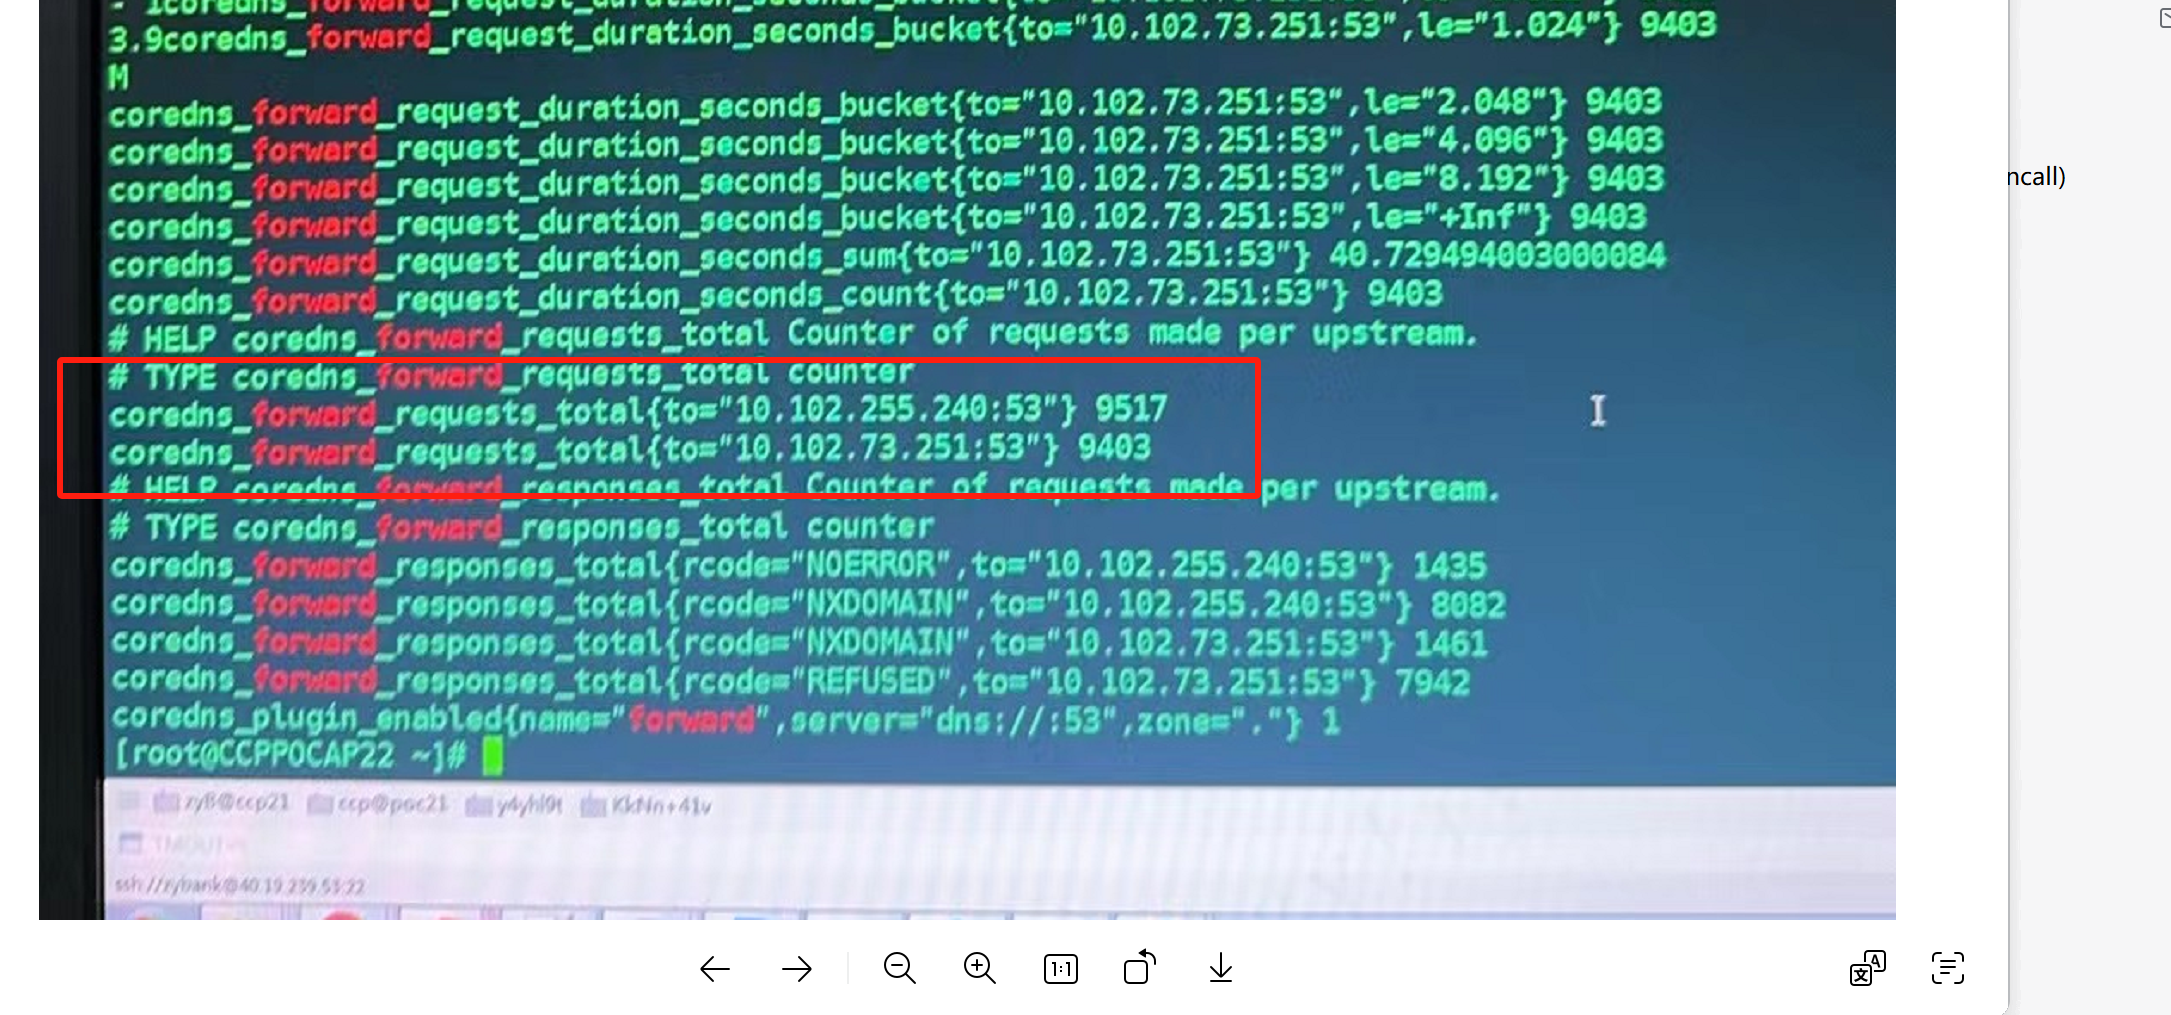 3.9coredns_forward_request_duration_seconds_bucket{to="10.102.73.251:53",le="1.024"} 9403
M
coredns_forward_request_duration_seconds_bucket{to="10.102.73.251:53",le="2.048"} 9403
coredns_forward_request_duration_seconds_bucket{to="10.102.73.251:53",le="4.096"} 9403
coredns_forward_request_duration_seconds_bucket{to="10.102.73.251:53",le="8.192"} 9403
ncall)
coredns_forward_request_duration_seconds_bucket{to="10.102.73.251:53",le="+Inf"} 9403
coredns_forward_request_duration_seconds_sum{to="10.102.73.251:53"} 40.729494003000084
coredns_forward_request_duration_seconds_count{to="10.102.73.251:53"} 9403
# HELP coredns_forward_requests_total Counter of requests made per upstream.
# TYPE coredns_forward_requests_total counter
coredns_forward_requests_total{to="10.102.255.240:53"} 9517
coredns_forward_requests_total{to="10.102.73.251:53"} 9403
# HELP coredns_forward_responses_total Counter of requests made per upstream.
# TYPE coredns_forward_responses_total counter
coredns_forward_responses_total{rcode="NOERROR",to="10.102.255.240:53"} 1435
coredns_forward_responses_total{rcode="NXDOMAIN",to="10.102.255.240:53"} 8082
coredns_forward_responses_total{rcode="NXDOMAIN",to="10.102.73.251:53"} 1461
coredns_forward_responses_total{rcode="REFUSED",to="10.102.73.251:53"} 7942
coredns_plugin_enabled{name="forward",server="dns://:53",zone="."} 1
[root@CCPPOCAP22 ~]#
zyB@ccp21 ccp@poc21 y4yhl9t KkNn+41v
ssh://zybank@40.19.239.53:22
1:1
文A